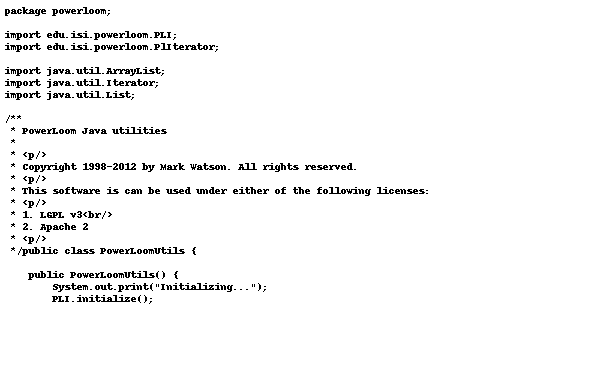 package powerloom;

import edu.isi.powerloom.PLI;
import edu.isi.powerloom.PlIterator;

import java.util.ArrayList;
import java.util.Iterator;
import java.util.List;

/**
 * PowerLoom Java utilities
 *
 * <p/>
 * Copyright 1998-2012 by Mark Watson. All rights reserved.
 * <p/>
 * This software is can be used under either of the following licenses:
 * <p/>
 * 1. LGPL v3<br/>
 * 2. Apache 2
 * <p/>
 */public class PowerLoomUtils {

    public PowerLoomUtils() {
        System.out.print("Initializing...");
        PLI.initialize();